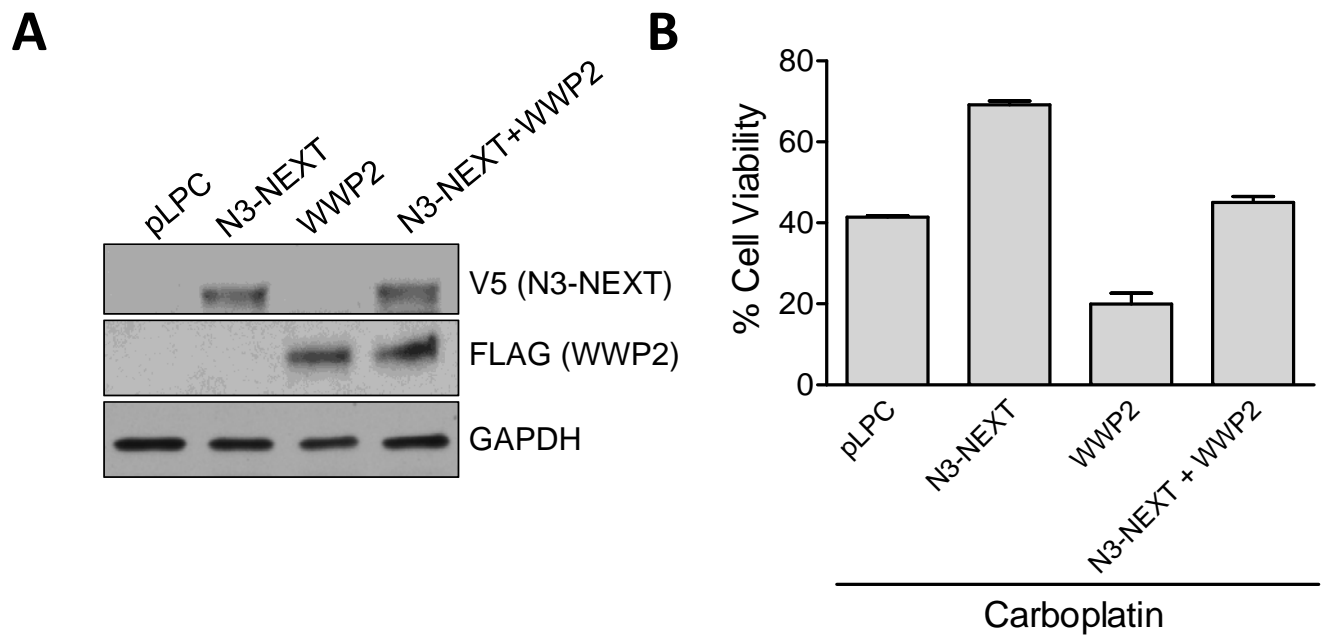 A
pLPC
N3-NEXT
WWP2
N3-NEXT+WWP2
V5 (N3-NEXT)
FLAG (WWP2)
GAPDH
B
% Cell Viability
80
60
40
20
0
pLPC
N3-NEXT
WWP2
N3-NEXT + WWP2
Carboplatin